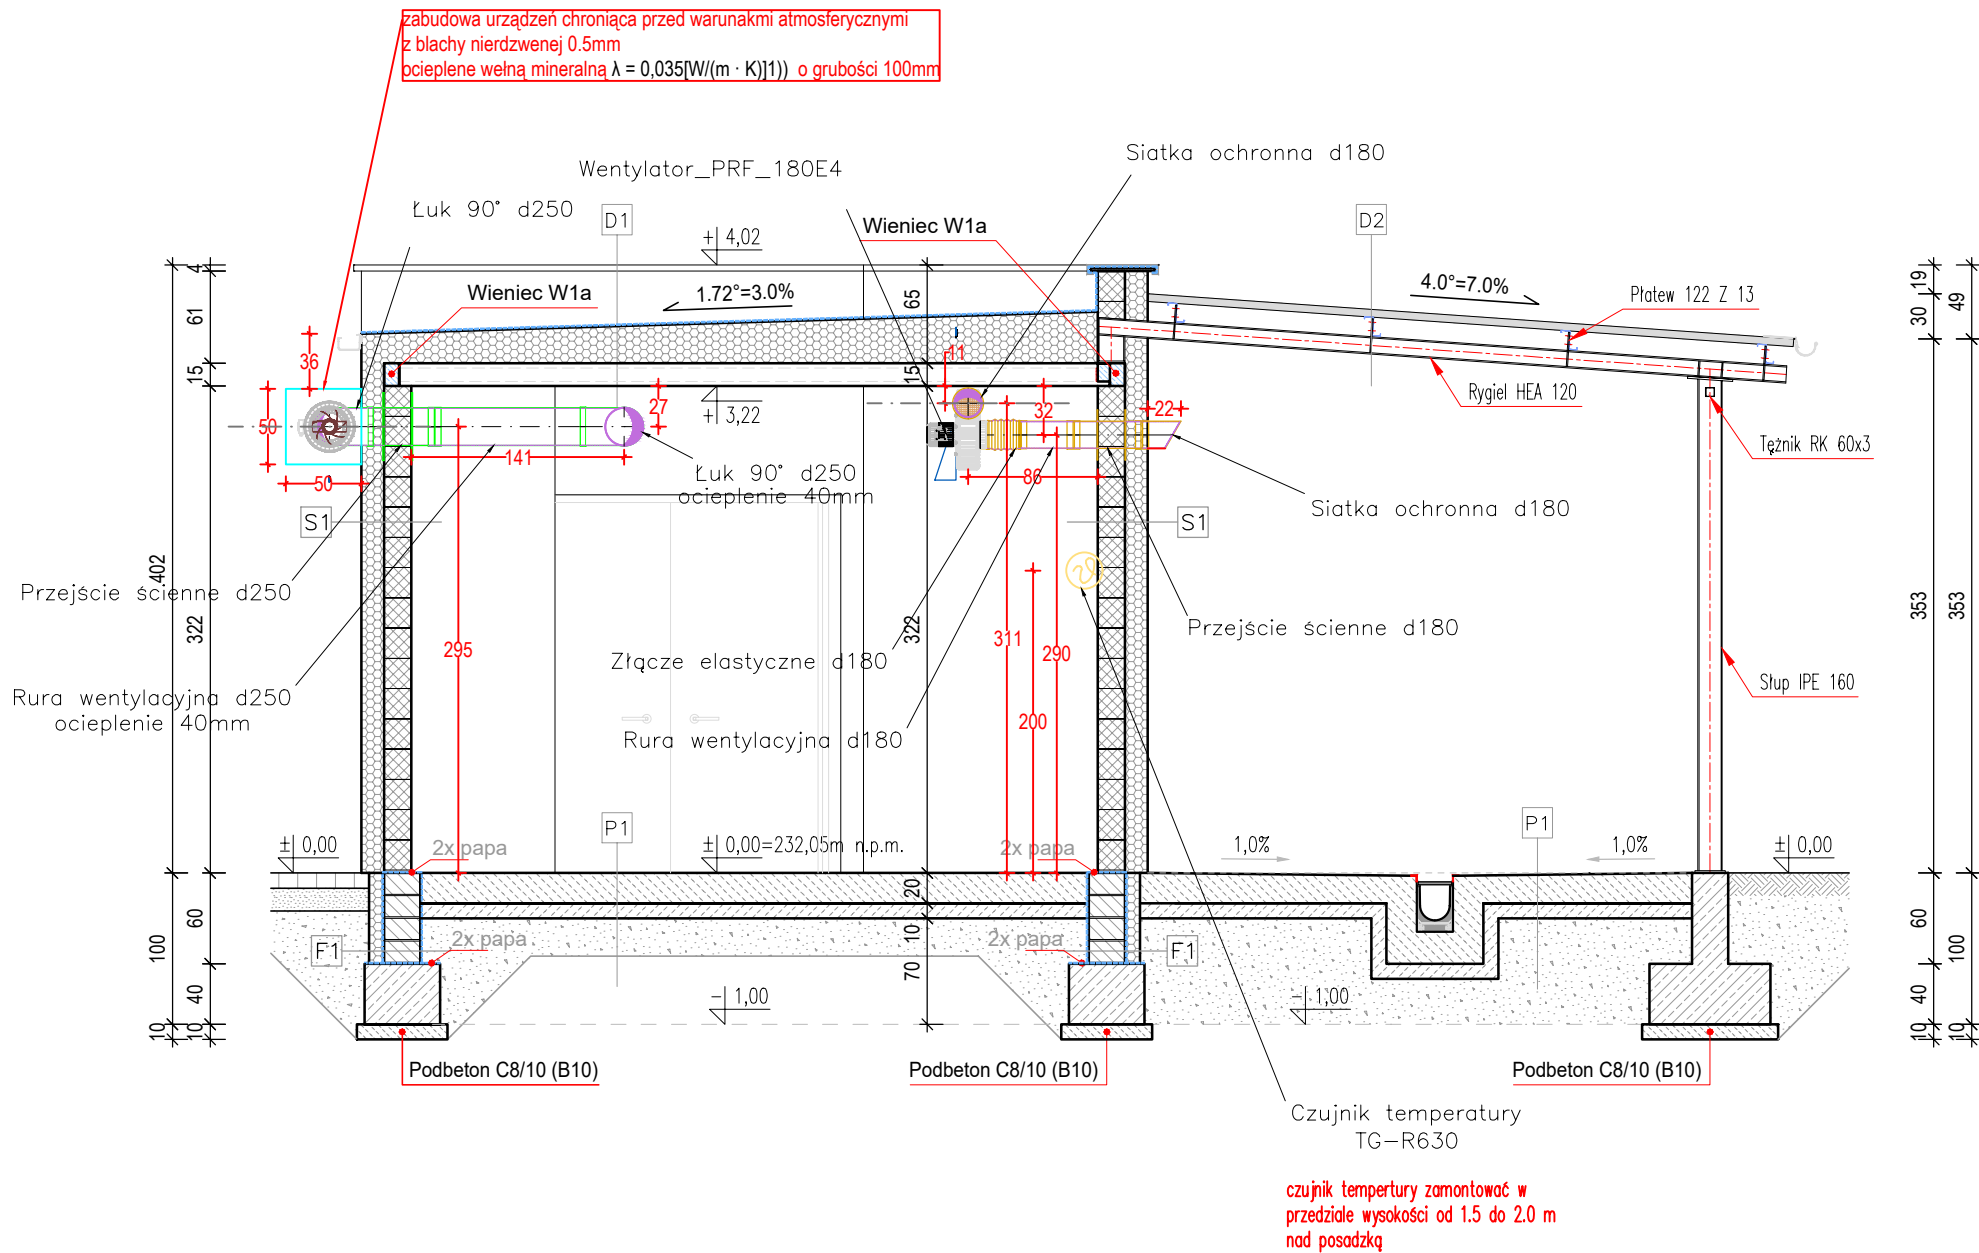 zabudowa urządzeń chroniąca przed warunakmi atmosferycznymi
z blachy nierdzwenej 0.5mm
ocieplene wełną mineralną λ = 0,035[W/(m · K)]1)) o grubości 100mm
Siatka ochronna d180
Wentylator_PRF_180E4
Łuk 90° d250
D1
D2
Wieniec W1a
+ 4,02
4.0°=7.0%
Płatew 122 Z 13
Wieniec W1a
1.72°=3.0%
4
61
15
65
15
19
30
49
36
11
Rygiel HEA 120
+ 3,22
27
32
22
50
50
141
86
Łuk 90° d250
ocieplenie 40mm
Tężnik RK 60x3
Siatka ochronna d180
S1
S1
402
322
322
353
353
Przejście ścienne d250
Przejście ścienne d180
295
311
290
200
Złącze elastyczne d180
Rura wentylacyjna d250
ocieplenie 40mm
Rura wentylacyjna d180
Słup IPE 160
P1
P1
± 0,00
2x papa
± 0,00=232,05m n.p.m.
2x papa
1,0%
1,0%
± 0,00
20
10
70
60
100
40
10
10
60
100
40
10
10
F1
2x papa
2x papa
F1
- 1,00
- 1,00
Podbeton C8/10 (B10)
Podbeton C8/10 (B10)
Podbeton C8/10 (B10)
Czujnik temperatury
TG-R630
czujnik tempertury zamontować w
przedziale wysokości od 1.5 do 2.0 m
nad posadzką